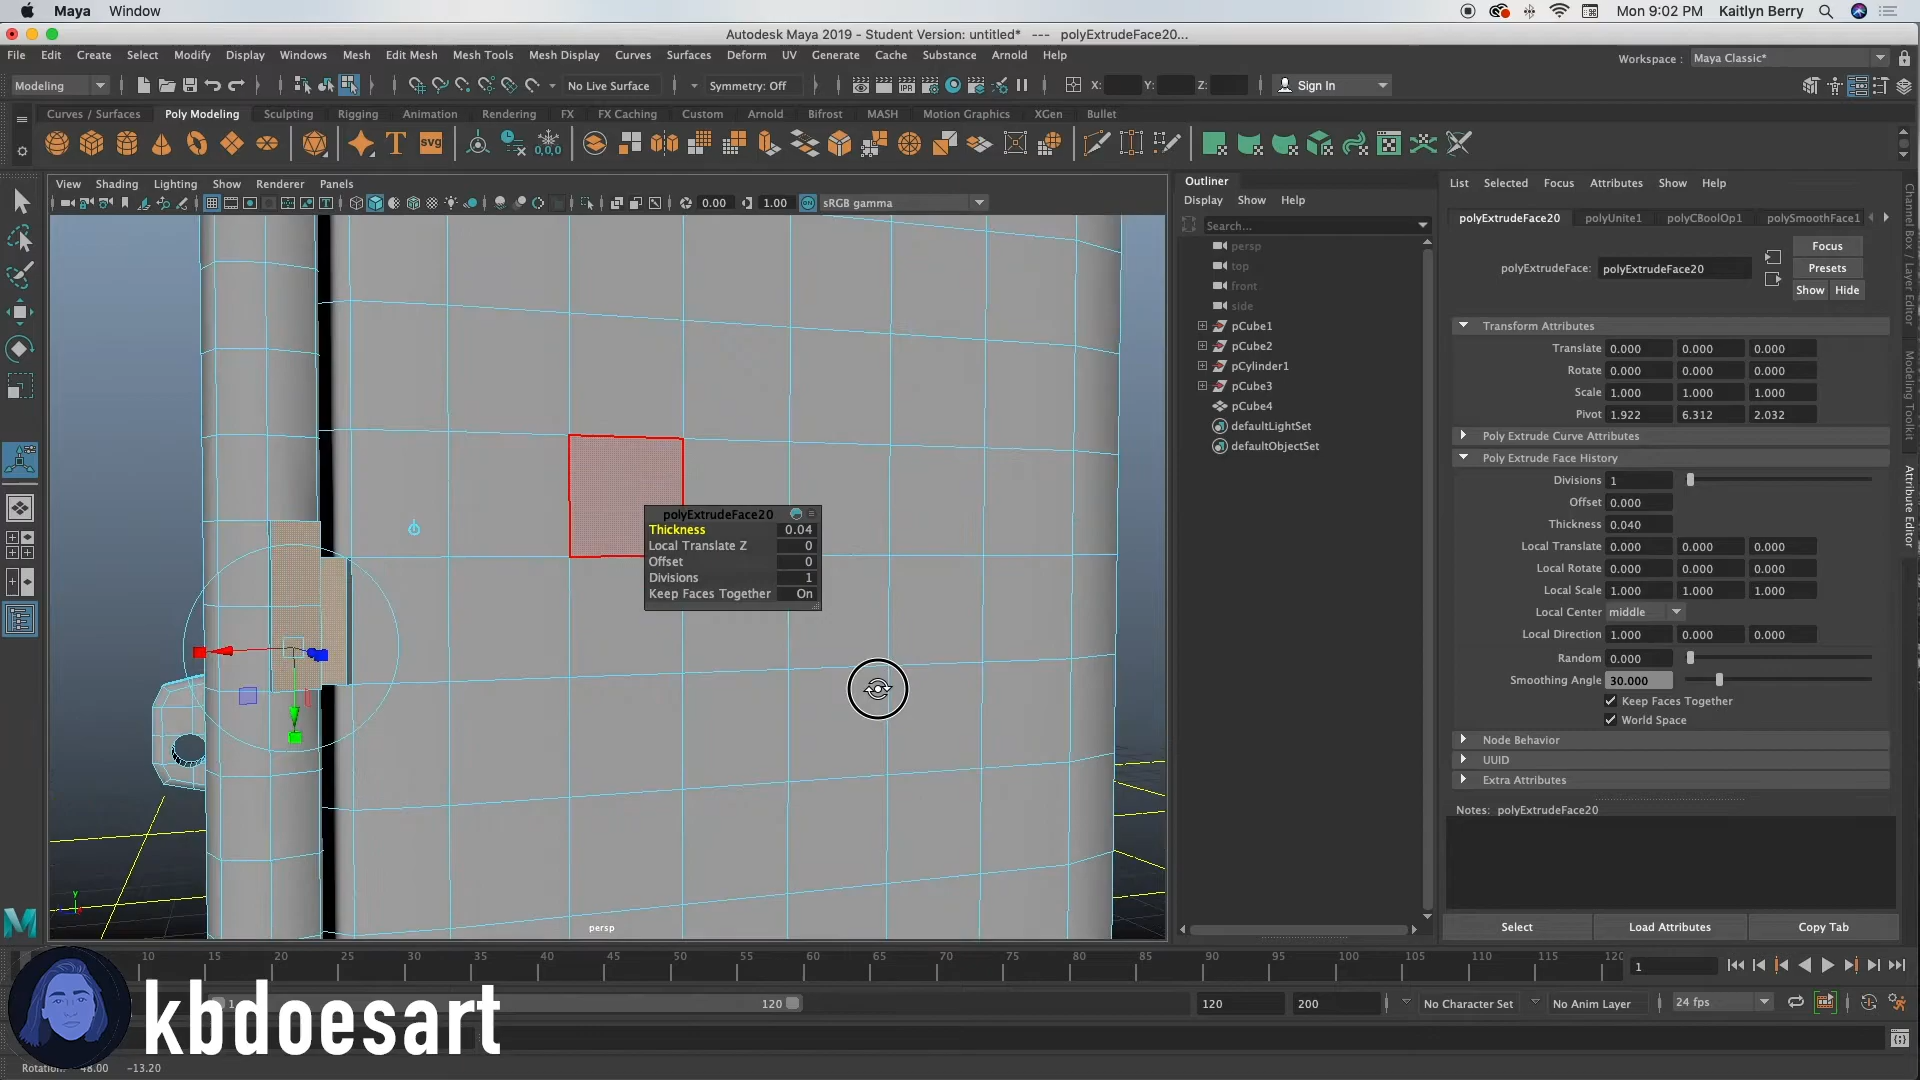 Maya Window Mon 9:02 PM Kaitlyn Berry
Autodesk Maya 2019 - Student Version: untitled* --- polyExtrudeFace20...
File Edit Create Select Modify Display Windows Mesh Edit Mesh Mesh Tools Mesh Display Curves Surfaces Deform UV Generate Cache Substance Arnold Help Workspace : Maya Classic*
Modeling No Live Surface Symmetry: Off X: Y: Z: Sign In
Curves / Surfaces Poly Modeling Sculpting Rigging Animation Rendering FX FX Caching Custom Arnold Bifrost MASH Motion Graphics XGen Bullet
T SVG 0,0,0
View Shading Lighting Show Renderer Panels
0.00 1.00 sRGB gamma
polyExtrudeFace20
Thickness 0.04
Local Translate Z 0
Offset 0
Divisions 1
Keep Faces Together On
persp
Outliner
Display Show Help
Search...
persp
top
front
side
pCube1
pCube2
pCylinder1
pCube3
pCube4
defaultLightSet
defaultObjectSet
List Selected Focus Attributes Show Help
polyExtrudeFace20 polyUnite1 polyCBoolOp1 polySmoothFace1
Focus
polyExtrudeFace: polyExtrudeFace20 Presets
Show Hide
Transform Attributes
Translate 0.000 0.000 0.000
Rotate 0.000 0.000 0.000
Scale 1.000 1.000 1.000
Pivot 1.922 6.312 2.032
Poly Extrude Curve Attributes
Poly Extrude Face History
Divisions 1
Offset 0.000
Thickness 0.040
Local Translate 0.000 0.000 0.000
Local Rotate 0.000 0.000 0.000
Local Scale 1.000 1.000 1.000
Local Center middle
Local Direction 1.000 0.000 0.000
Random 0.000
Smoothing Angle 30.000
Keep Faces Together
World Space
Node Behavior
UUID
Extra Attributes
Notes: polyExtrudeFace20
Select Load Attributes Copy Tab
Channel Box / Layer Editor
Modeling Toolkit
Attribute Editor
10 15 20 25 30 35 40 45 50 55 60 65 70 75 80 85 90 95 100 105 110 115 1
1 120 120 200 No Character Set No Anim Layer 24 fps
kbdoesart
-13.20